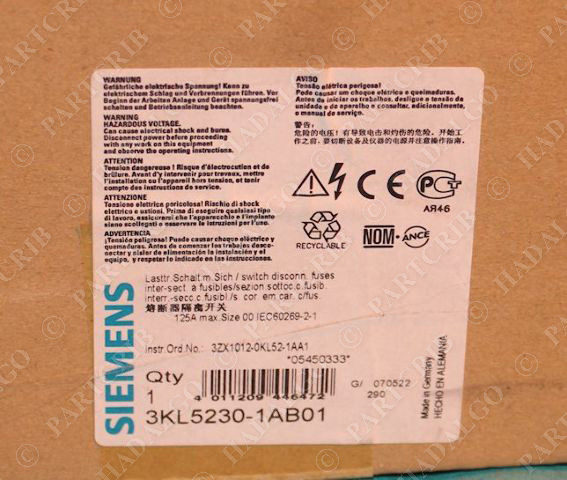 WARNUNG
Gefährliche elektrische Spannung! Kann zu
elektrischem Schlag und Verbrennungen führen. Vor
Beginn der Arbeiten Anlage und Gerät spannungsfrei
schalten und Betriebsanleitung beachten.
WARNING
HAZARDOUS VOLTAGE.
Can cause electrical shock and burns.
Disconnect power before proceeding
with any work on this equipment
and observe the operating instructions.
ATTENTION
Tension dangereuse ! Risque d'électrocution et de
brûlure. Avant d'y intervenir pour travaux, mettre
l'installation ou l'appareil hors tension, et tenir
compte des instructions de service.
ATTENZIONE
Tensione elettrica pericolosa! Rischio di shock
elettrico e ustioni. Prima di eseguire qualsiasi tipo
di lavoro, assicurarsi che l'apparecchio e l'impianto
siano scollegati e osservare le istruzioni per l'uso.
ADVERTENCIA
¡Tensión peligrosa! Puede causar choque eléctrico y
quemaduras. Antes de comenzar los trabajos desco-
nectar y aislar de alimentación la instalación y el
equipo, y respetar lo indicado en las instrucciones.
AVISO
Tensão elétrica perigosa!
Pode causar um choque elétrico e queimaduras.
Antes de iniciar os trabalhos, desligue a tensão da
unidade e do aparelho e consulte, adicionalmente,
o manual de serviço.
警告:
危险的电压!有导致电击和灼伤的危险。开始工
作之前,要切断设备及仪器的电源并注意操作指南。
CE
АЯ46
RECYCLABLE
NOM-ANCE
Lasttr.Schalt.m.Sich / switch disconn. fuses
inter-sect. à fusibles/sezion.sottoc.c.fusib.
interr.-secc.c.fusibl./s cor em car. c/fus.
熔断器隔离开关
125A max.Size 00 IEC60269-2-1
Instr.Ord.No.: 3ZX1012-0KL52-1AA1
*05450333*
Qty
1
4 011209 446472
G/ 070522
290
3KL5230-1AB01
SIEMENS
Made in Germany
HECHO EN ALEMANIA
© PARTCRIB
© HADALGO